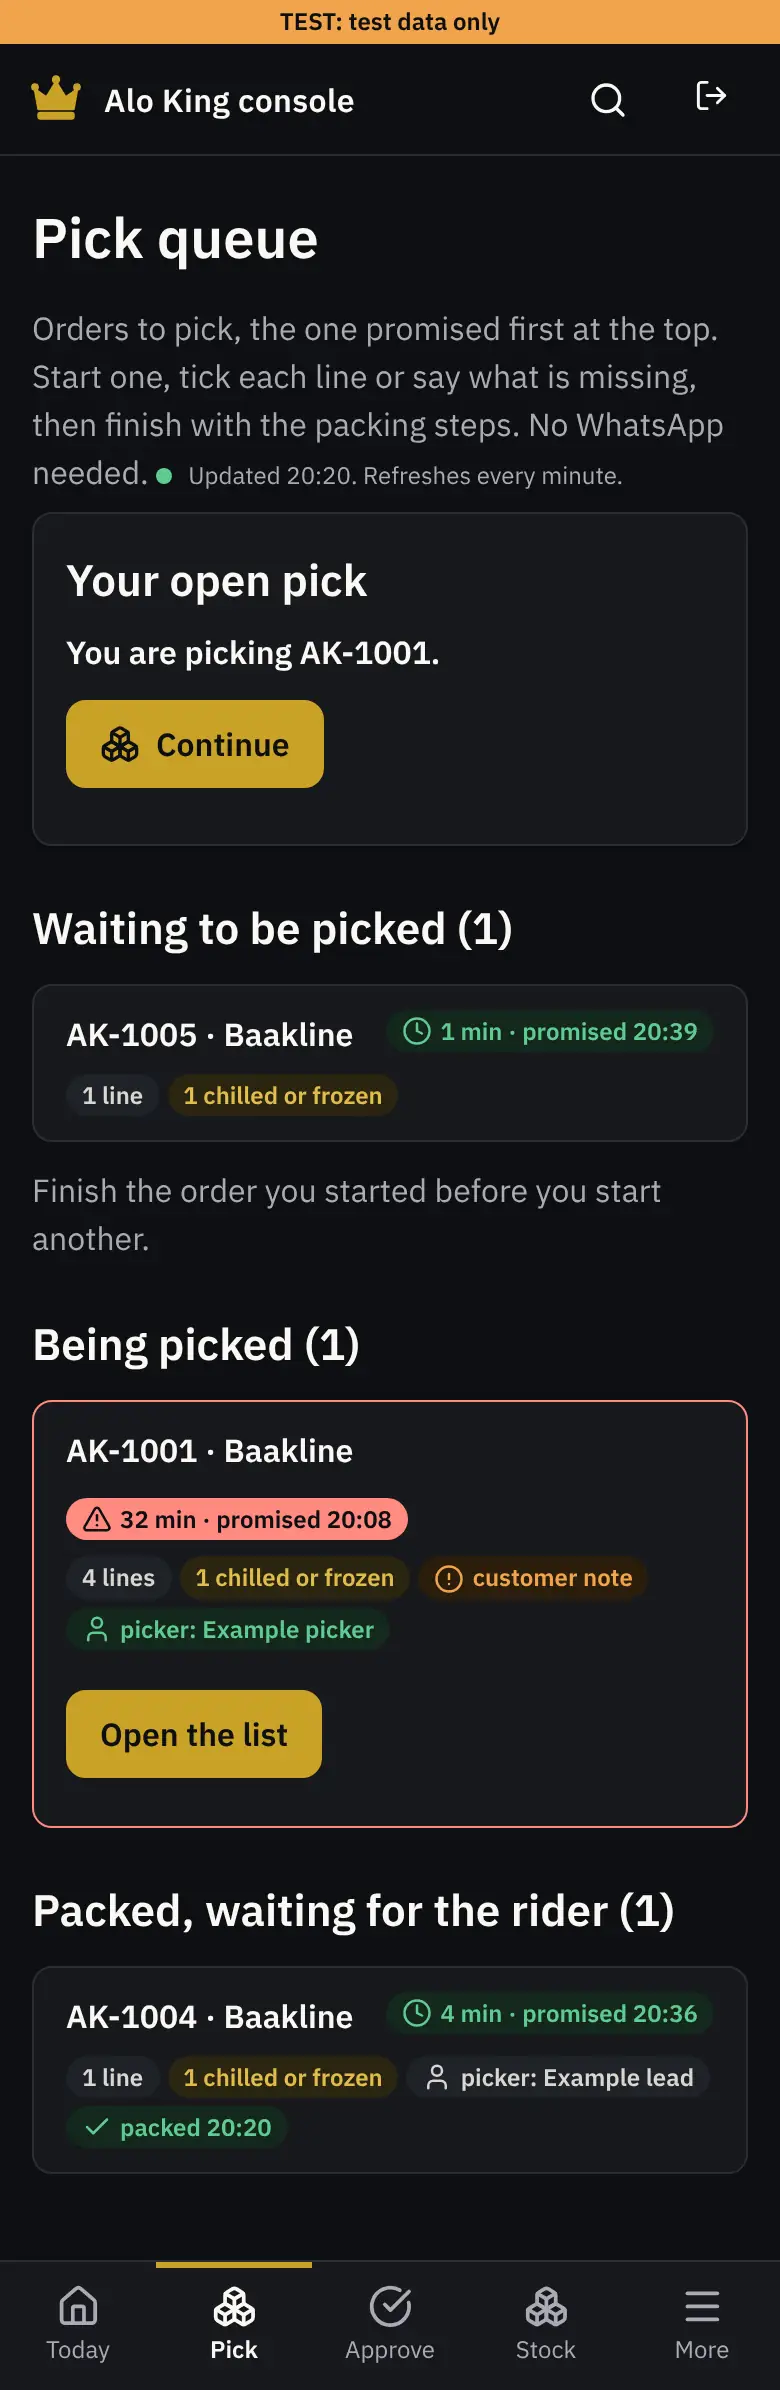 TEST: test data only
Alo King console
Pick queue
Orders to pick, the one promised first at the top.
Start one, tick each line or say what is missing,
then finish with the packing steps. No WhatsApp
needed. Updated 20:20. Refreshes every minute.
Your open pick
You are picking AK-1001.
Continue
Waiting to be picked (1)
AK-1005 · Baakline 1 min · promised 20:39
1 line 1 chilled or frozen
Finish the order you started before you start
another.
Being picked (1)
AK-1001 · Baakline
32 min · promised 20:08
4 lines 1 chilled or frozen customer note
picker: Example picker
Open the list
Packed, waiting for the rider (1)
AK-1004 · Baakline 4 min · promised 20:36
1 line 1 chilled or frozen picker: Example lead
packed 20:20
Today Pick Approve Stock More